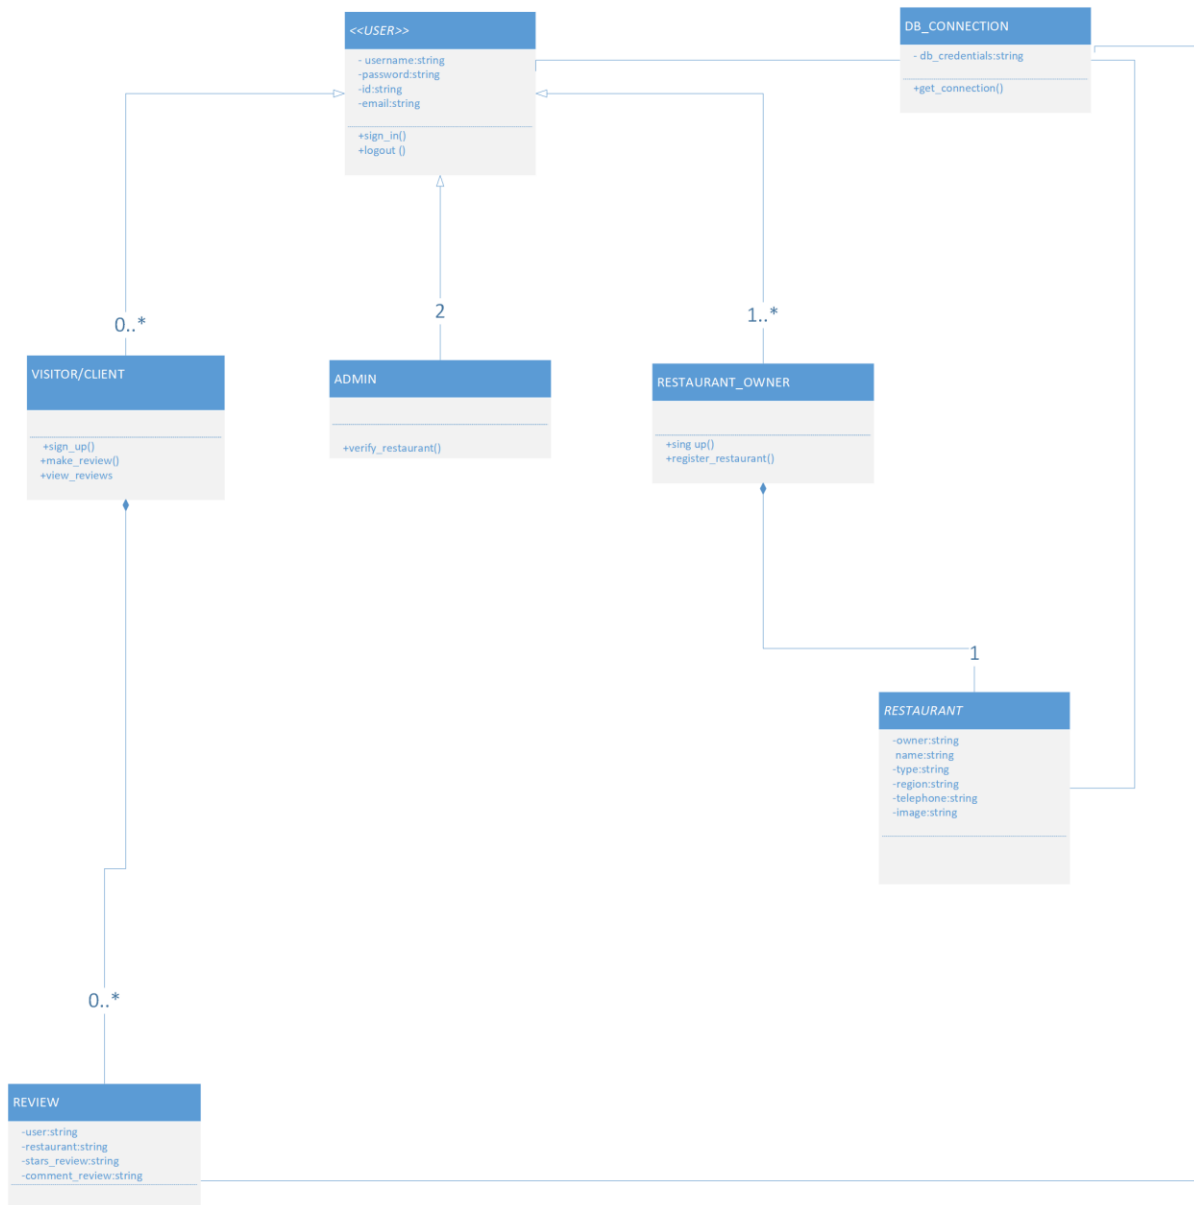 <<USER>>
- username:string
-password:string
-id:string
-email:string
+sign_in()
+logout ()
DB_CONNECTION
- db_credentials:string
+get_connection()
0..*
2
1..*
VISITOR/CLIENT
+sign_up()
+make_review()
+view_reviews
ADMIN
+verify_restaurant()
RESTAURANT_OWNER
+sing up()
+register_restaurant()
1
RESTAURANT
-owner:string
name:string
-type:string
-region:string
-telephone:string
-image:string
0..*
REVIEW
-user:string
-restaurant:string
-stars_review:string
-comment_review:string